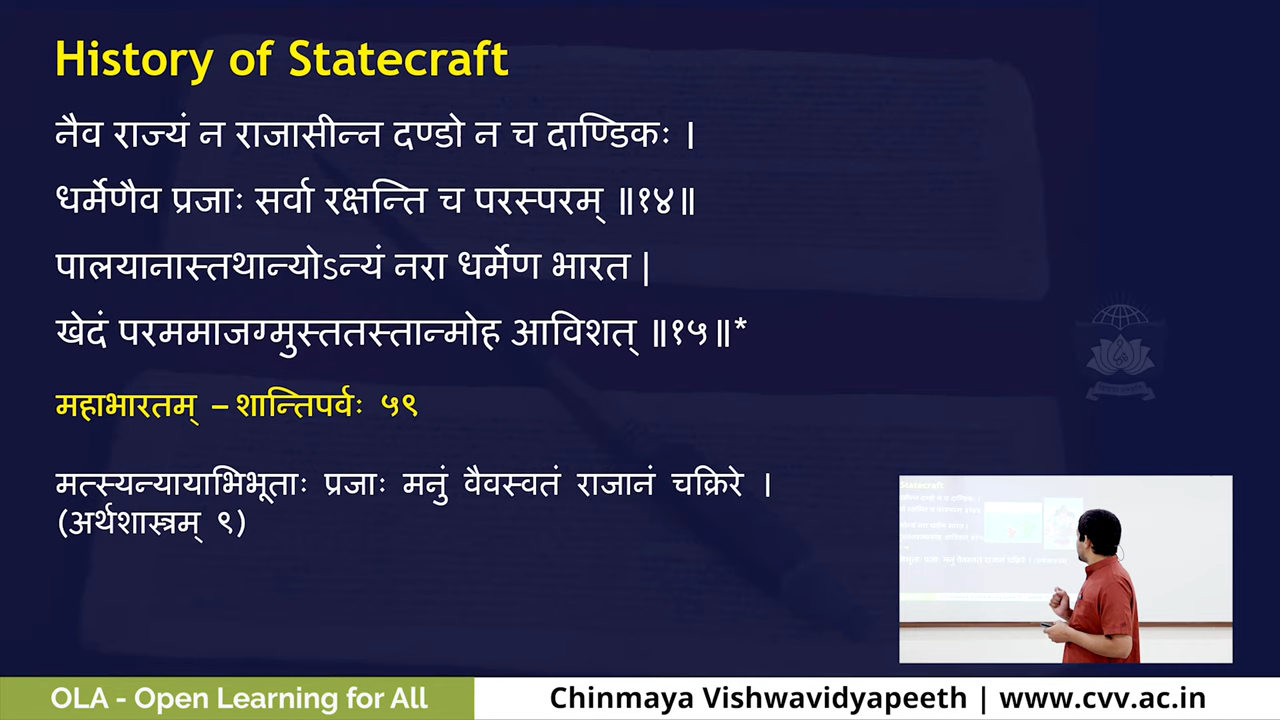 History of Statecraft
नैव राज्यं न राजासीन्न दण्डो न च दाण्डिकः ।
धर्मेणैव प्रजाः सर्वा रक्षन्ति च परस्परम् ॥१४॥
पालयानास्तथान्योऽन्यं नरा धर्मेण भारत |
खेदं परममाजग्मुस्ततस्तान्मोह आविशत् ॥१५॥*
महाभारतम् – शान्तिपर्वः ५९
मत्स्यन्यायाभिभूताः प्रजाः मनुं वैवस्वतं राजानं चक्रिरे ।
(अर्थशास्त्रम् ९)
OLA - Open Learning for All
Chinmaya Vishwavidyapeeth | www.cvv.ac.in